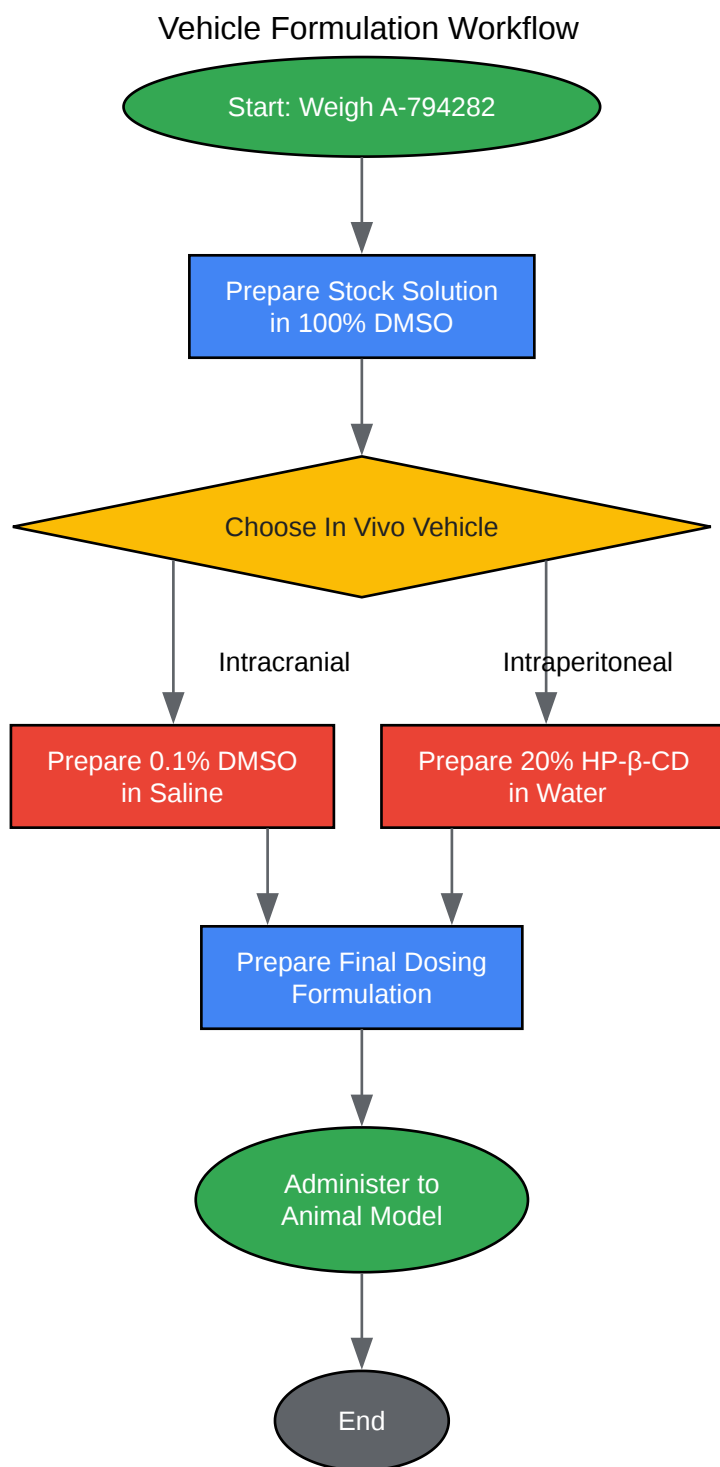 Vehicle Formulation Workflow
Start: Weigh A-794282
Prepare Stock Solution
in 100% DMSO
Choose In Vivo Vehicle
Intracranial
Intraperitoneal
Prepare 0.1% DMSO
in Saline
Prepare 20% HP-β-CD
in Water
Prepare Final Dosing
Formulation
Administer to
Animal Model
End